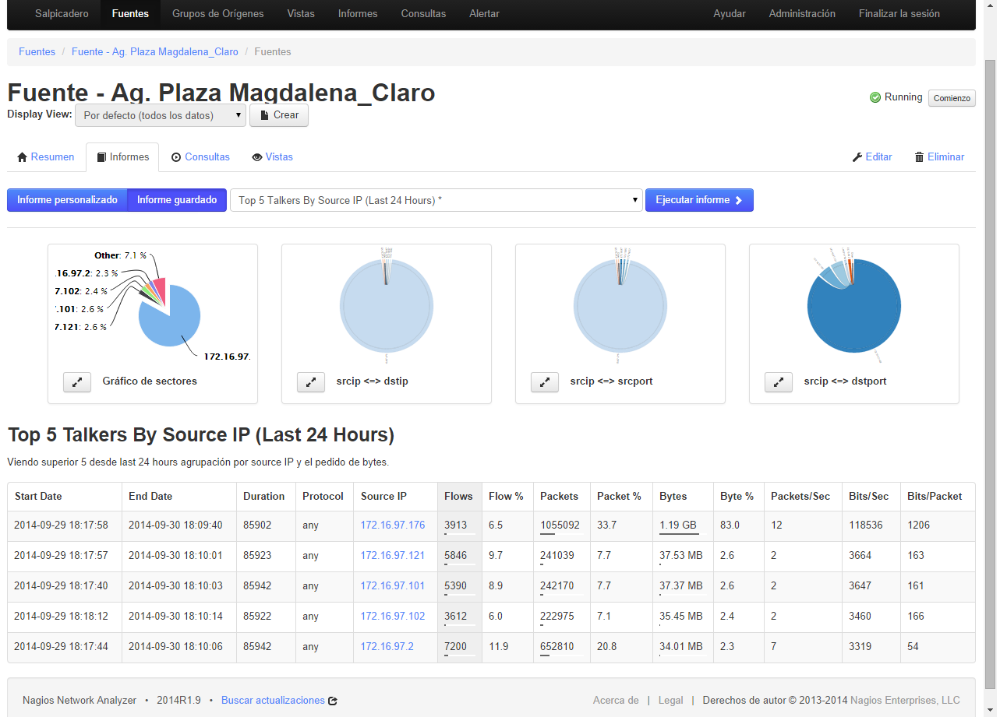 Salpicadero Fuentes Grupos de Orígenes Vistas Informes Consultas Alertar Ayudar Administración Finalizar la sesión
Fuentes / Fuente - Ag. Plaza Magdalena_Claro / Fuentes
Fuente - Ag. Plaza Magdalena_Claro
Running Comienzo
Display View: Por defecto (todos los datos) Crear
Resumen Informes Consultas Vistas Editar Eliminar
Informe personalizado Informe guardado Top 5 Talkers By Source IP (Last 24 Hours) * Ejecutar informe
Other: 7.1 %
.16.97.2: 2.3 %
7.102: 2.4 %
.101: 2.6 %
7.121: 2.6 %
172.16.97.
Gráfico de sectores srcip <=> dstip srcip <=> srcport srcip <=> dstport
Top 5 Talkers By Source IP (Last 24 Hours)
Viendo superior 5 desde last 24 hours agrupación por source IP y el pedido de bytes.
Start Date End Date Duration Protocol Source IP Flows Flow % Packets Packet % Bytes Byte % Packets/Sec Bits/Sec Bits/Packet
2014-09-29 18:17:58 2014-09-30 18:09:40 85902 any 172.16.97.176 3913 6.5 1055092 33.7 1.19 GB 83.0 12 118536 1206
2014-09-29 18:17:57 2014-09-30 18:10:01 85923 any 172.16.97.121 5846 9.7 241039 7.7 37.53 MB 2.6 2 3664 163
2014-09-29 18:17:40 2014-09-30 18:10:03 85942 any 172.16.97.101 5390 8.9 242170 7.7 37.37 MB 2.6 2 3647 161
2014-09-29 18:18:12 2014-09-30 18:10:14 85922 any 172.16.97.102 3612 6.0 222975 7.1 35.45 MB 2.4 2 3460 166
2014-09-29 18:17:44 2014-09-30 18:10:06 85942 any 172.16.97.2 7200 11.9 652810 20.8 34.01 MB 2.3 7 3319 54
Nagios Network Analyzer • 2014R1.9 • Buscar actualizaciones Acerca de | Legal | Derechos de autor © 2013-2014 Nagios Enterprises, LLC